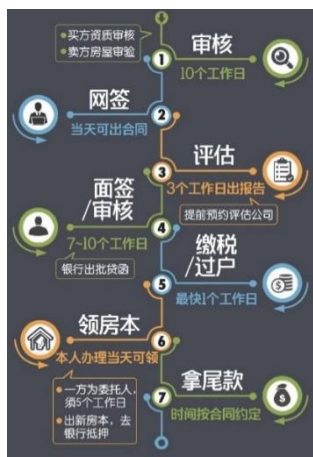 买方资质审核
卖方房屋审验
1
审核
10个工作日
网签
2
当天可出合同
评估
3
3个工作日出报告
提前预约评估公司
面签
/审核
4
7~10个工作日
银行出批贷函
缴税
/过户
5
最快1个工作日
领房本
6
本人办理当天可领
一方为委托人,
须5个工作日
出新房本,去
银行抵押
拿尾款
7
时间按合同约定